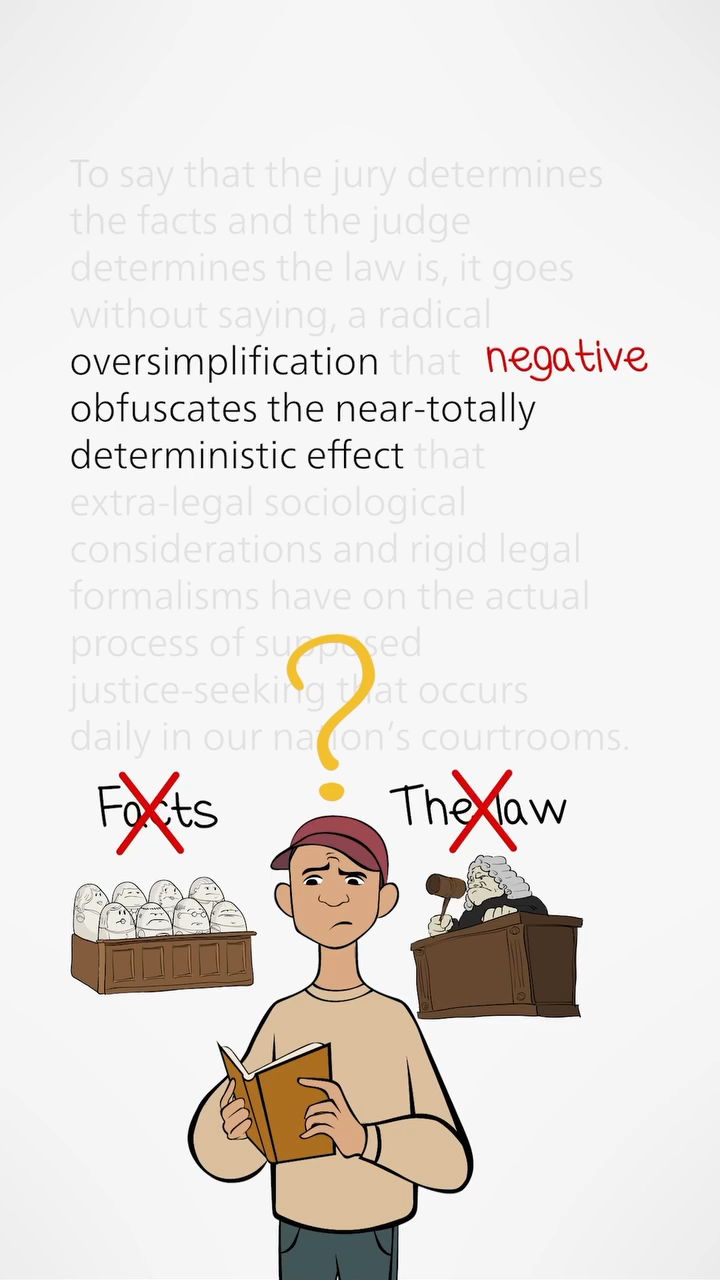 To say that the jury determines
the facts and the judge
determines the law is, it goes
without saying, a radical
oversimplification that negative
obfuscates the near-totally
deterministic effect that
extra-legal sociological
considerations and rigid legal
formalisms have on the actual
process of supposed
justice-seeking that occurs
daily in our nation’s courtrooms.
?
Facts The law